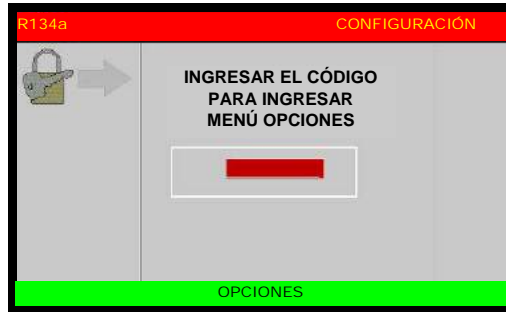 R134a CONFIGURACIÓN
INGRESAR EL CÓDIGO
PARA INGRESAR
MENÚ OPCIONES
OPCIONES